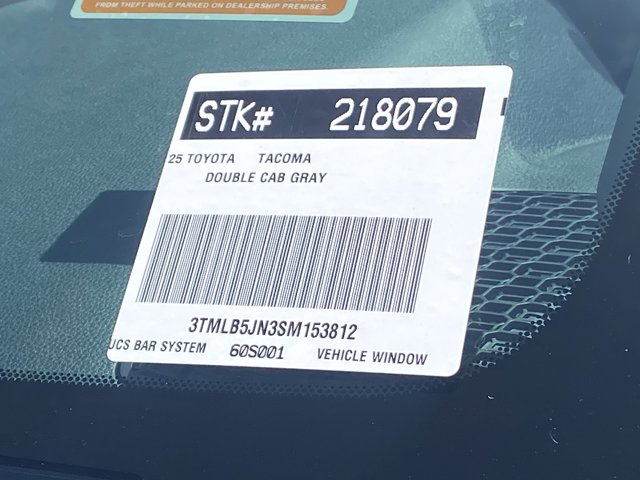 FROM THEFT WHILE PARKED ON DEALERSHIP PREMISES.
STK# 218079
25 TOYOTA TACOMA
DOUBLE CAB GRAY
3TMLB5JN3SM153812
UCS BAR SYSTEM 60S001 VEHICLE WINDOW